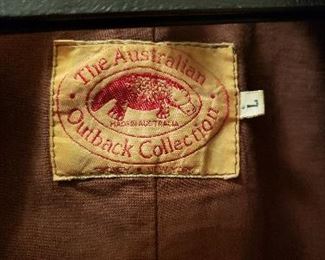 The Australian
MADE IN AUSTRALIA
Outback Collection
L